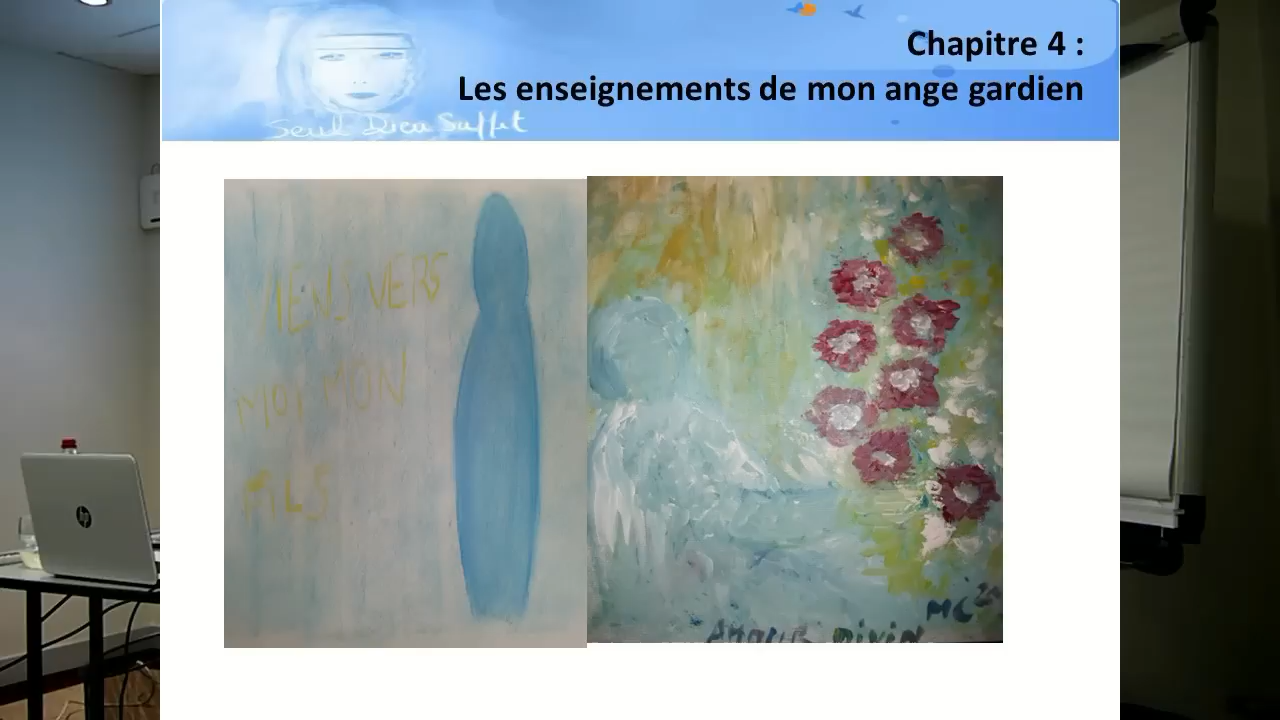 Chapitre 4 :
Les enseignements de mon ange gardien
Seul Dieu Suffit
VIENS VERS
MOI MON
FILS
AMOUR DIVIN
MC
hp